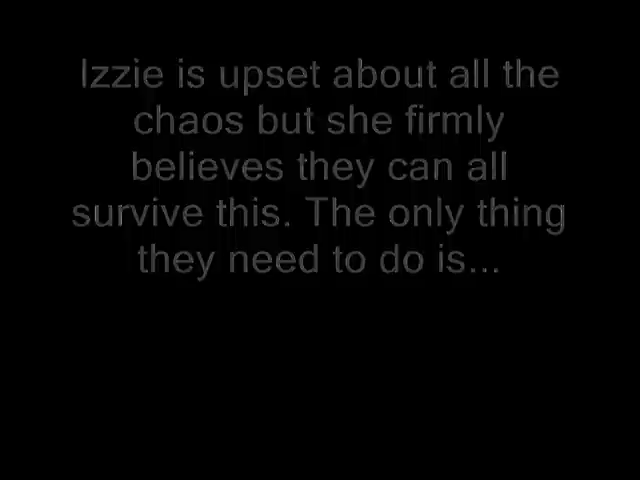 Izzie is upset about all the
chaos but she firmly
believes they can all
survive this. The only thing
they need to do is...